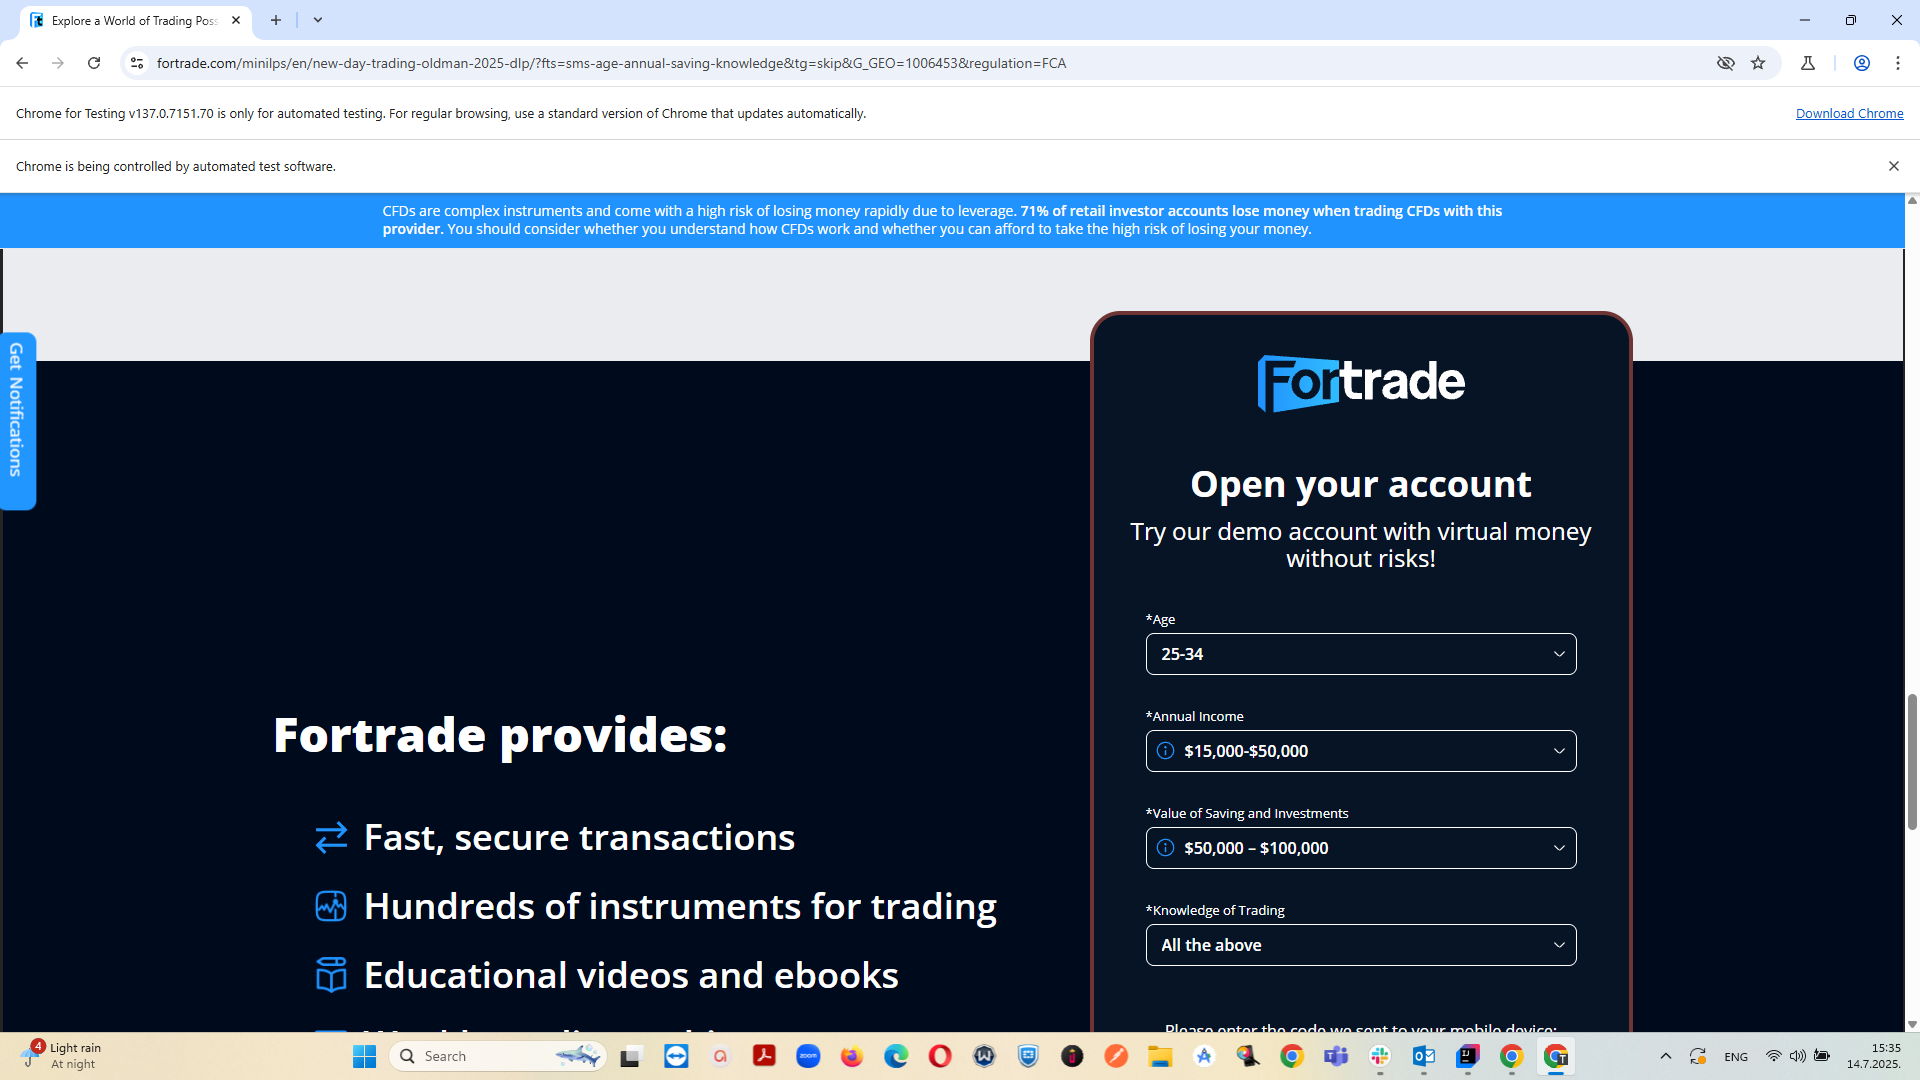 Explore a World of Trading Poss
fortrade.com/minilps/en/new-day-trading-oldman-2025-dlp/?fts=sms-age-annual-saving-knowledge&tg=skip&G_GEO=1006453&regulation=FCA
Chrome for Testing v137.0.7151.70 is only for automated testing. For regular browsing, use a standard version of Chrome that updates automatically.
Download Chrome
Chrome is being controlled by automated test software.
CFDs are complex instruments and come with a high risk of losing money rapidly due to leverage. 71% of retail investor accounts lose money when trading CFDs with this
provider. You should consider whether you understand how CFDs work and whether you can afford to take the high risk of losing your money.
Get Notifications
Fortrade
Open your account
Try our demo account with virtual money
without risks!
*Age
25-34
*Annual Income
$15,000-$50,000
*Value of Saving and Investments
$50,000 – $100,000
*Knowledge of Trading
All the above
Please enter the code we sent to your mobile device:
Fortrade provides:
Fast, secure transactions
Hundreds of instruments for trading
Educational videos and ebooks
4
Light rain
At night
Search
zoom
ENG
15:35
14.7.2025.